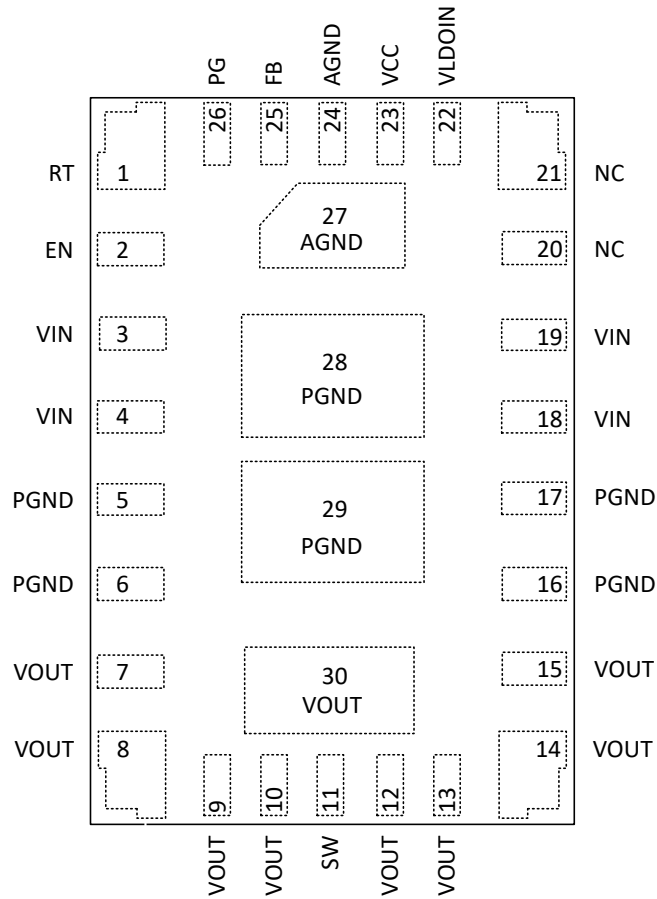 PG
FB
AGND
VCC
VLDOIN
26
25
24
23
22
RT 1
21 NC
27
AGND
EN 2
20 NC
VIN 3
19 VIN
28
PGND
VIN 4
18 VIN
PGND 5
17 PGND
29
PGND
PGND 6
16 PGND
VOUT 7
15 VOUT
30
VOUT
VOUT 8
14 VOUT
9
10
11
12
13
VOUT
VOUT
SW
VOUT
VOUT